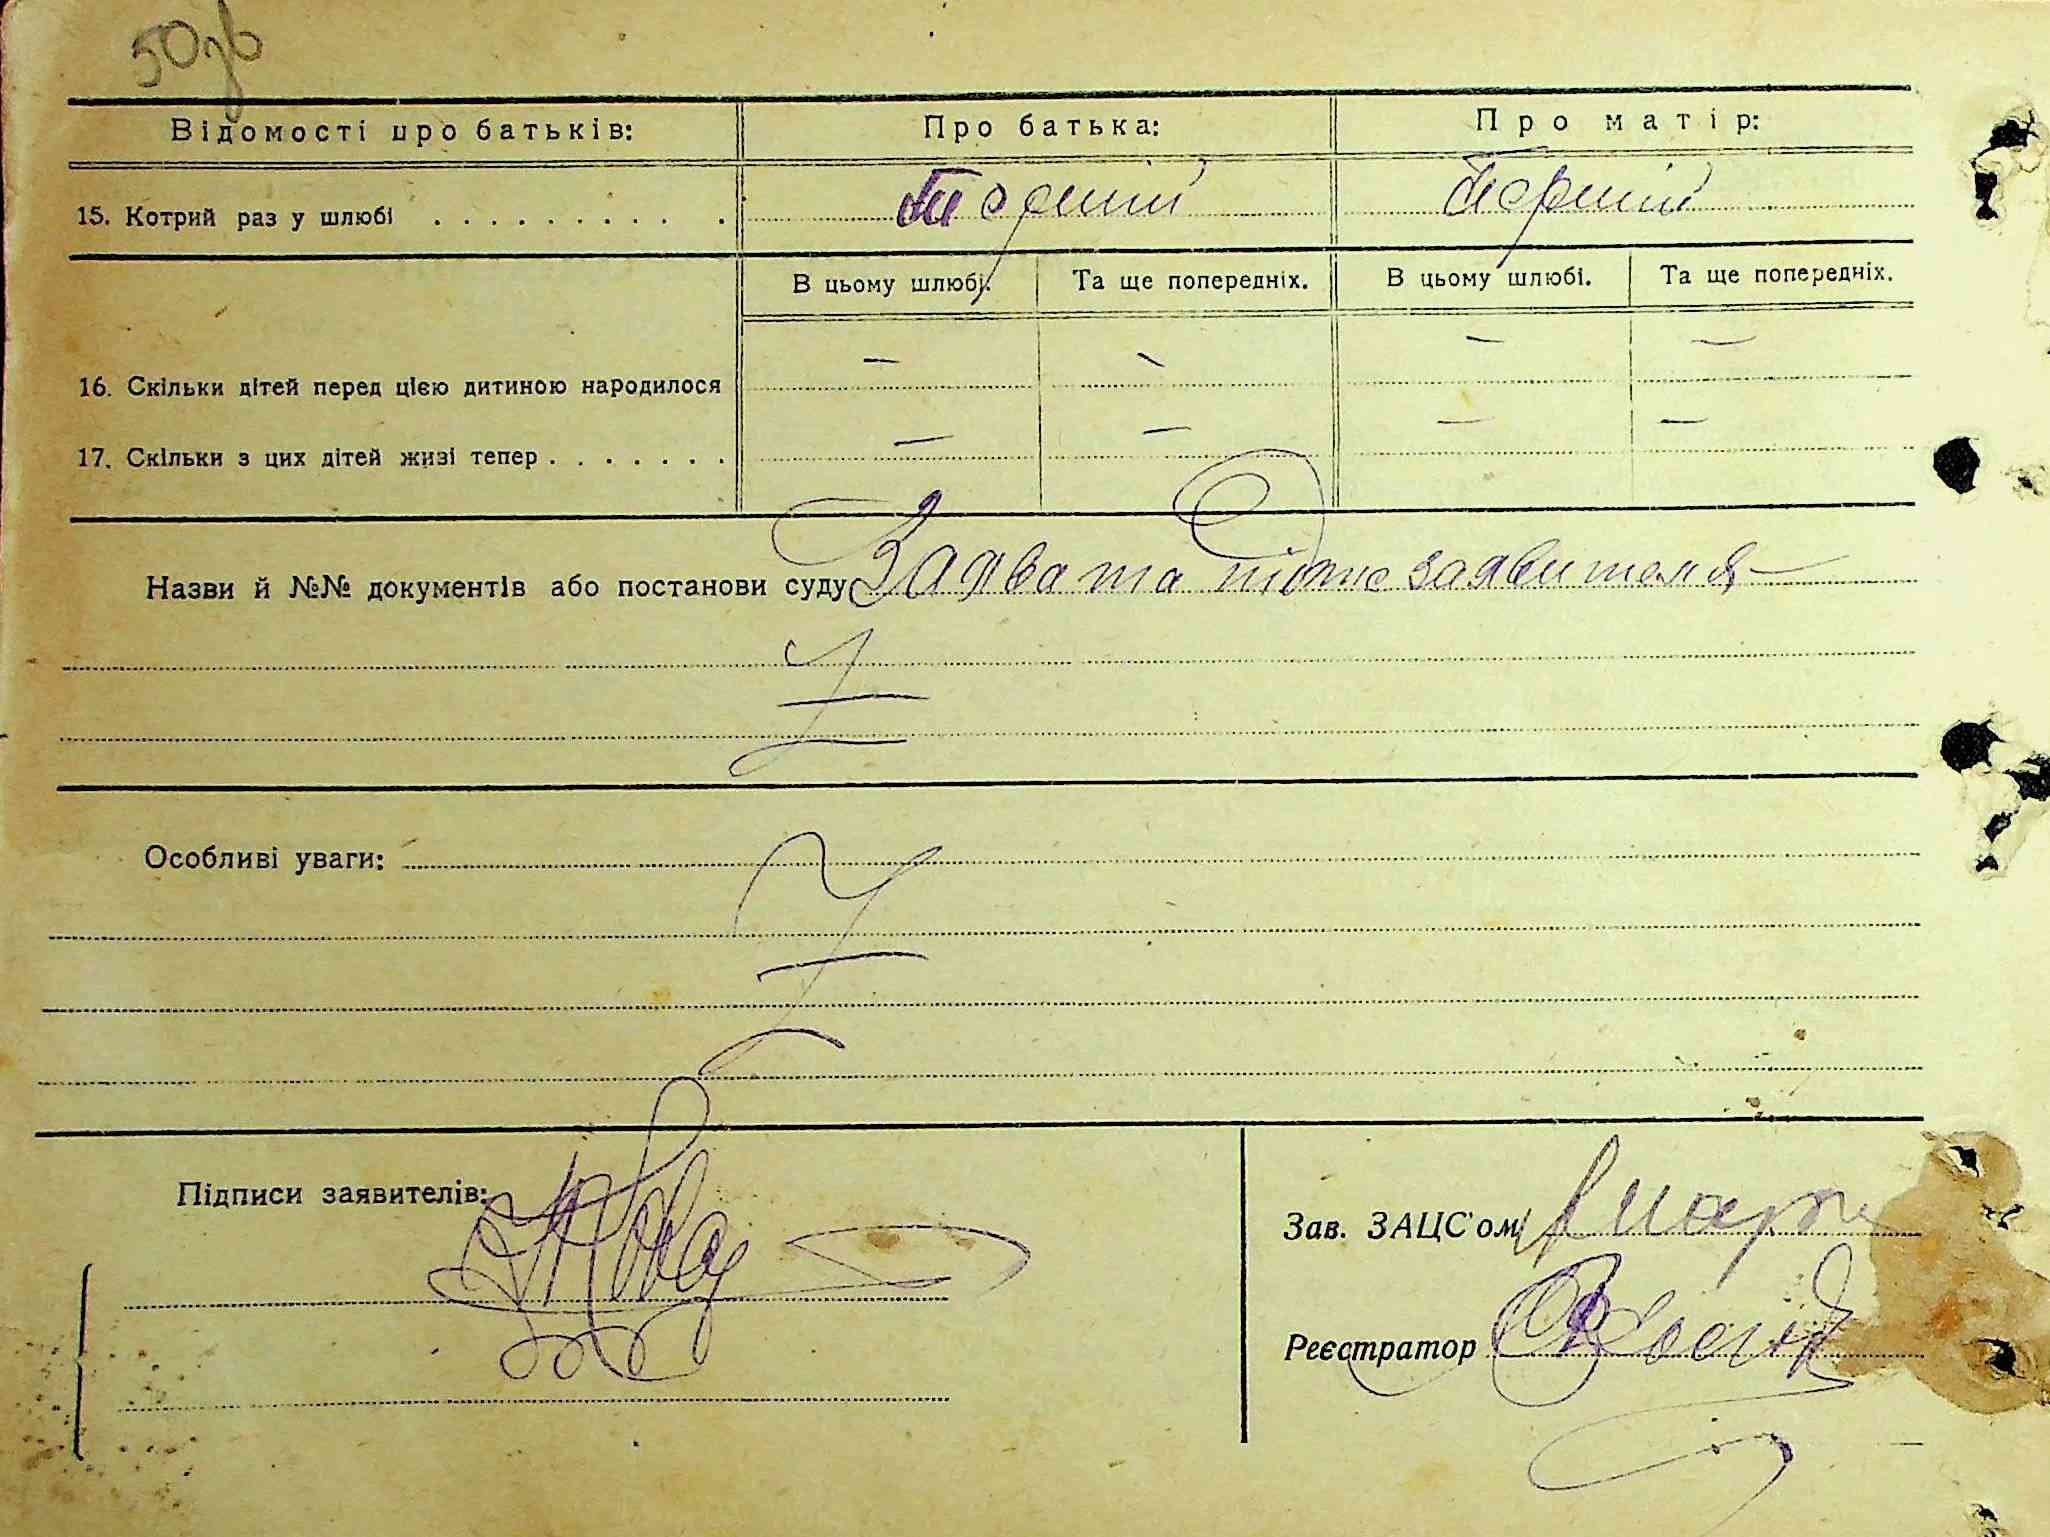 50зв
Відомості про батьків: Про батька: Про матір:
15. Котрий раз у шлюбі . . . . . . . . . . Перший Перший
В цьому шлюбі. Та ще попередніх. В цьому шлюбі. Та ще попередніх.
— — — —
16. Скільки дітей перед цією дитиною народилося
— — — —
17. Скільки з цих дітей живі тепер . . . . . . .
Назви й №№ документів або постанови суду Заява та підпис заявителя
Особливі уваги:
Підписи заявителів:
Зав. ЗАЦС'ом
Реєстратор